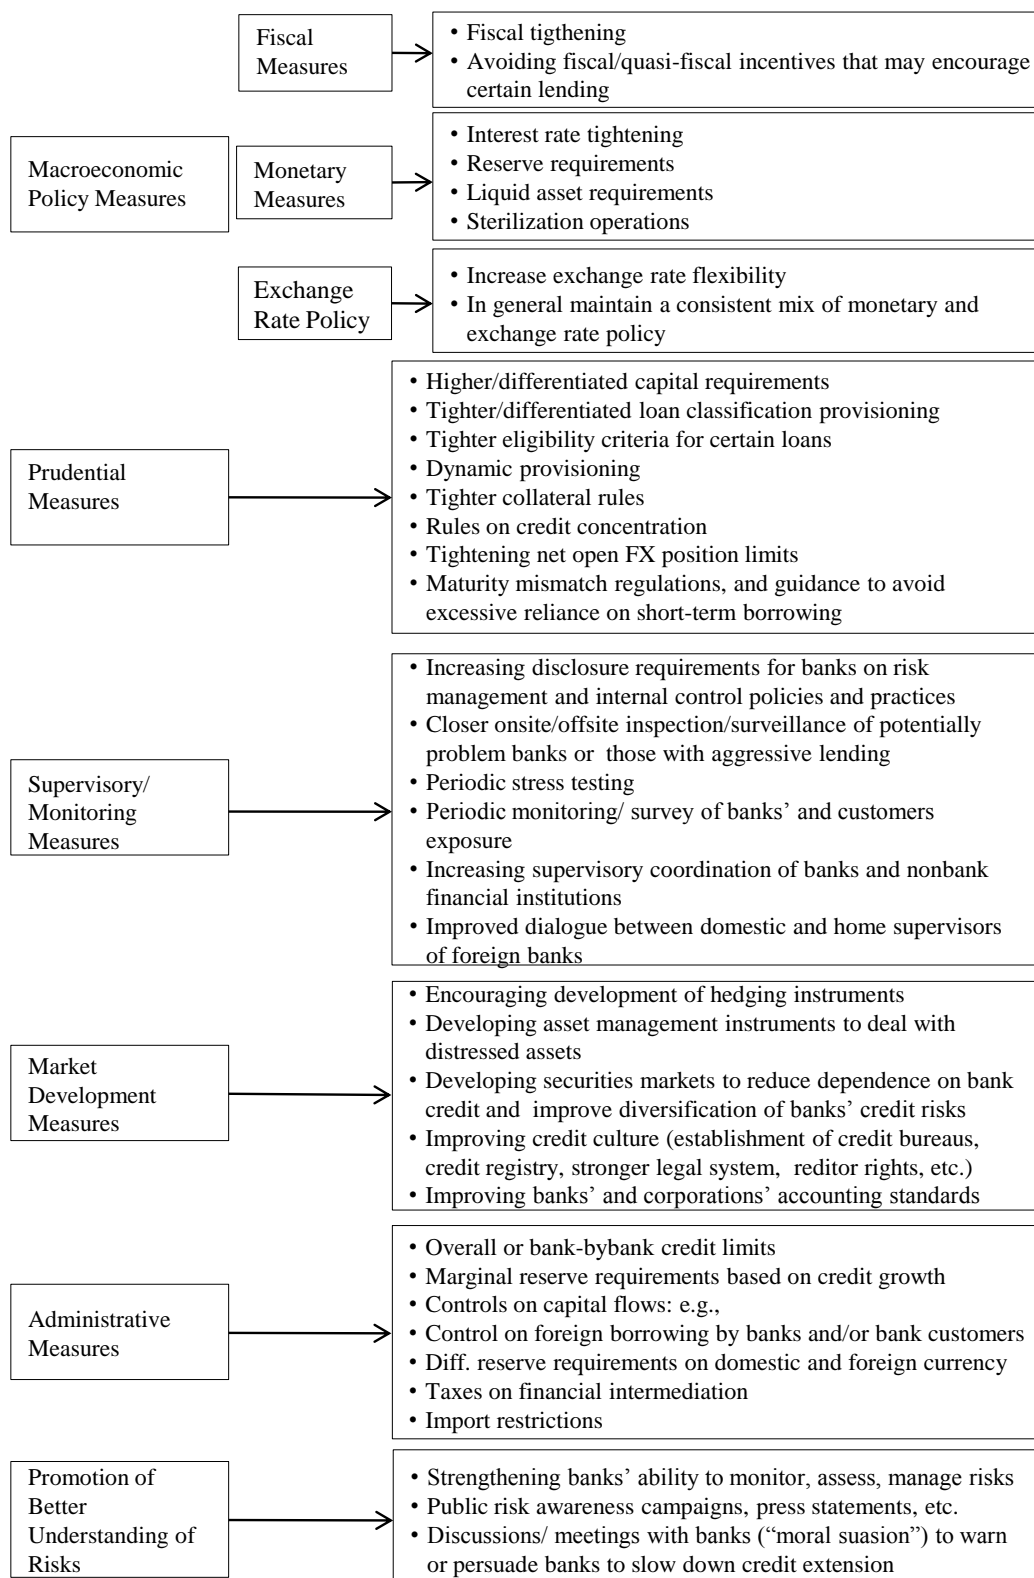 Fiscal
Measures
• Fiscal tigthening
• Avoiding fiscal/quasi-fiscal incentives that may encourage
certain lending
Macroeconomic
Policy Measures
Monetary
Measures
• Interest rate tightening
• Reserve requirements
• Liquid asset requirements
• Sterilization operations
Exchange
Rate Policy
• Increase exchange rate flexibility
• In general maintain a consistent mix of monetary and
exchange rate policy
Prudential
Measures
• Higher/differentiated capital requirements
• Tighter/differentiated loan classification provisioning
• Tighter eligibility criteria for certain loans
• Dynamic provisioning
• Tighter collateral rules
• Rules on credit concentration
• Tightening net open FX position limits
• Maturity mismatch regulations, and guidance to avoid
excessive reliance on short-term borrowing
Supervisory/
Monitoring
Measures
• Increasing disclosure requirements for banks on risk
management and internal control policies and practices
• Closer onsite/offsite inspection/surveillance of potentially
problem banks or  those with aggressive lending
• Periodic stress testing
• Periodic monitoring/ survey of banks’ and customers
exposure
• Increasing supervisory coordination of banks and nonbank
financial institutions
• Improved dialogue between domestic and home supervisors
of foreign banks
Market
Development
Measures
• Encouraging development of hedging instruments
• Developing asset management instruments to deal with
distressed assets
• Developing securities markets to reduce dependence on bank
credit and  improve diversification of banks’ credit risks
• Improving credit culture (establishment of credit bureaus,
credit registry, stronger legal system,  reditor rights, etc.)
• Improving banks’ and corporations’ accounting standards
Administrative
Measures
• Overall or bank-bybank credit limits
• Marginal reserve requirements based on credit growth
• Controls on capital flows: e.g.,
• Control on foreign borrowing by banks and/or bank customers
• Diff. reserve requirements on domestic and foreign currency
• Taxes on financial intermediation
• Import restrictions
Promotion of
Better
Understanding of
Risks
• Strengthening banks’ ability to monitor, assess, manage risks
• Public risk awareness campaigns, press statements, etc.
• Discussions/ meetings with banks (“moral suasion”) to warn
or persuade banks to slow down credit extension